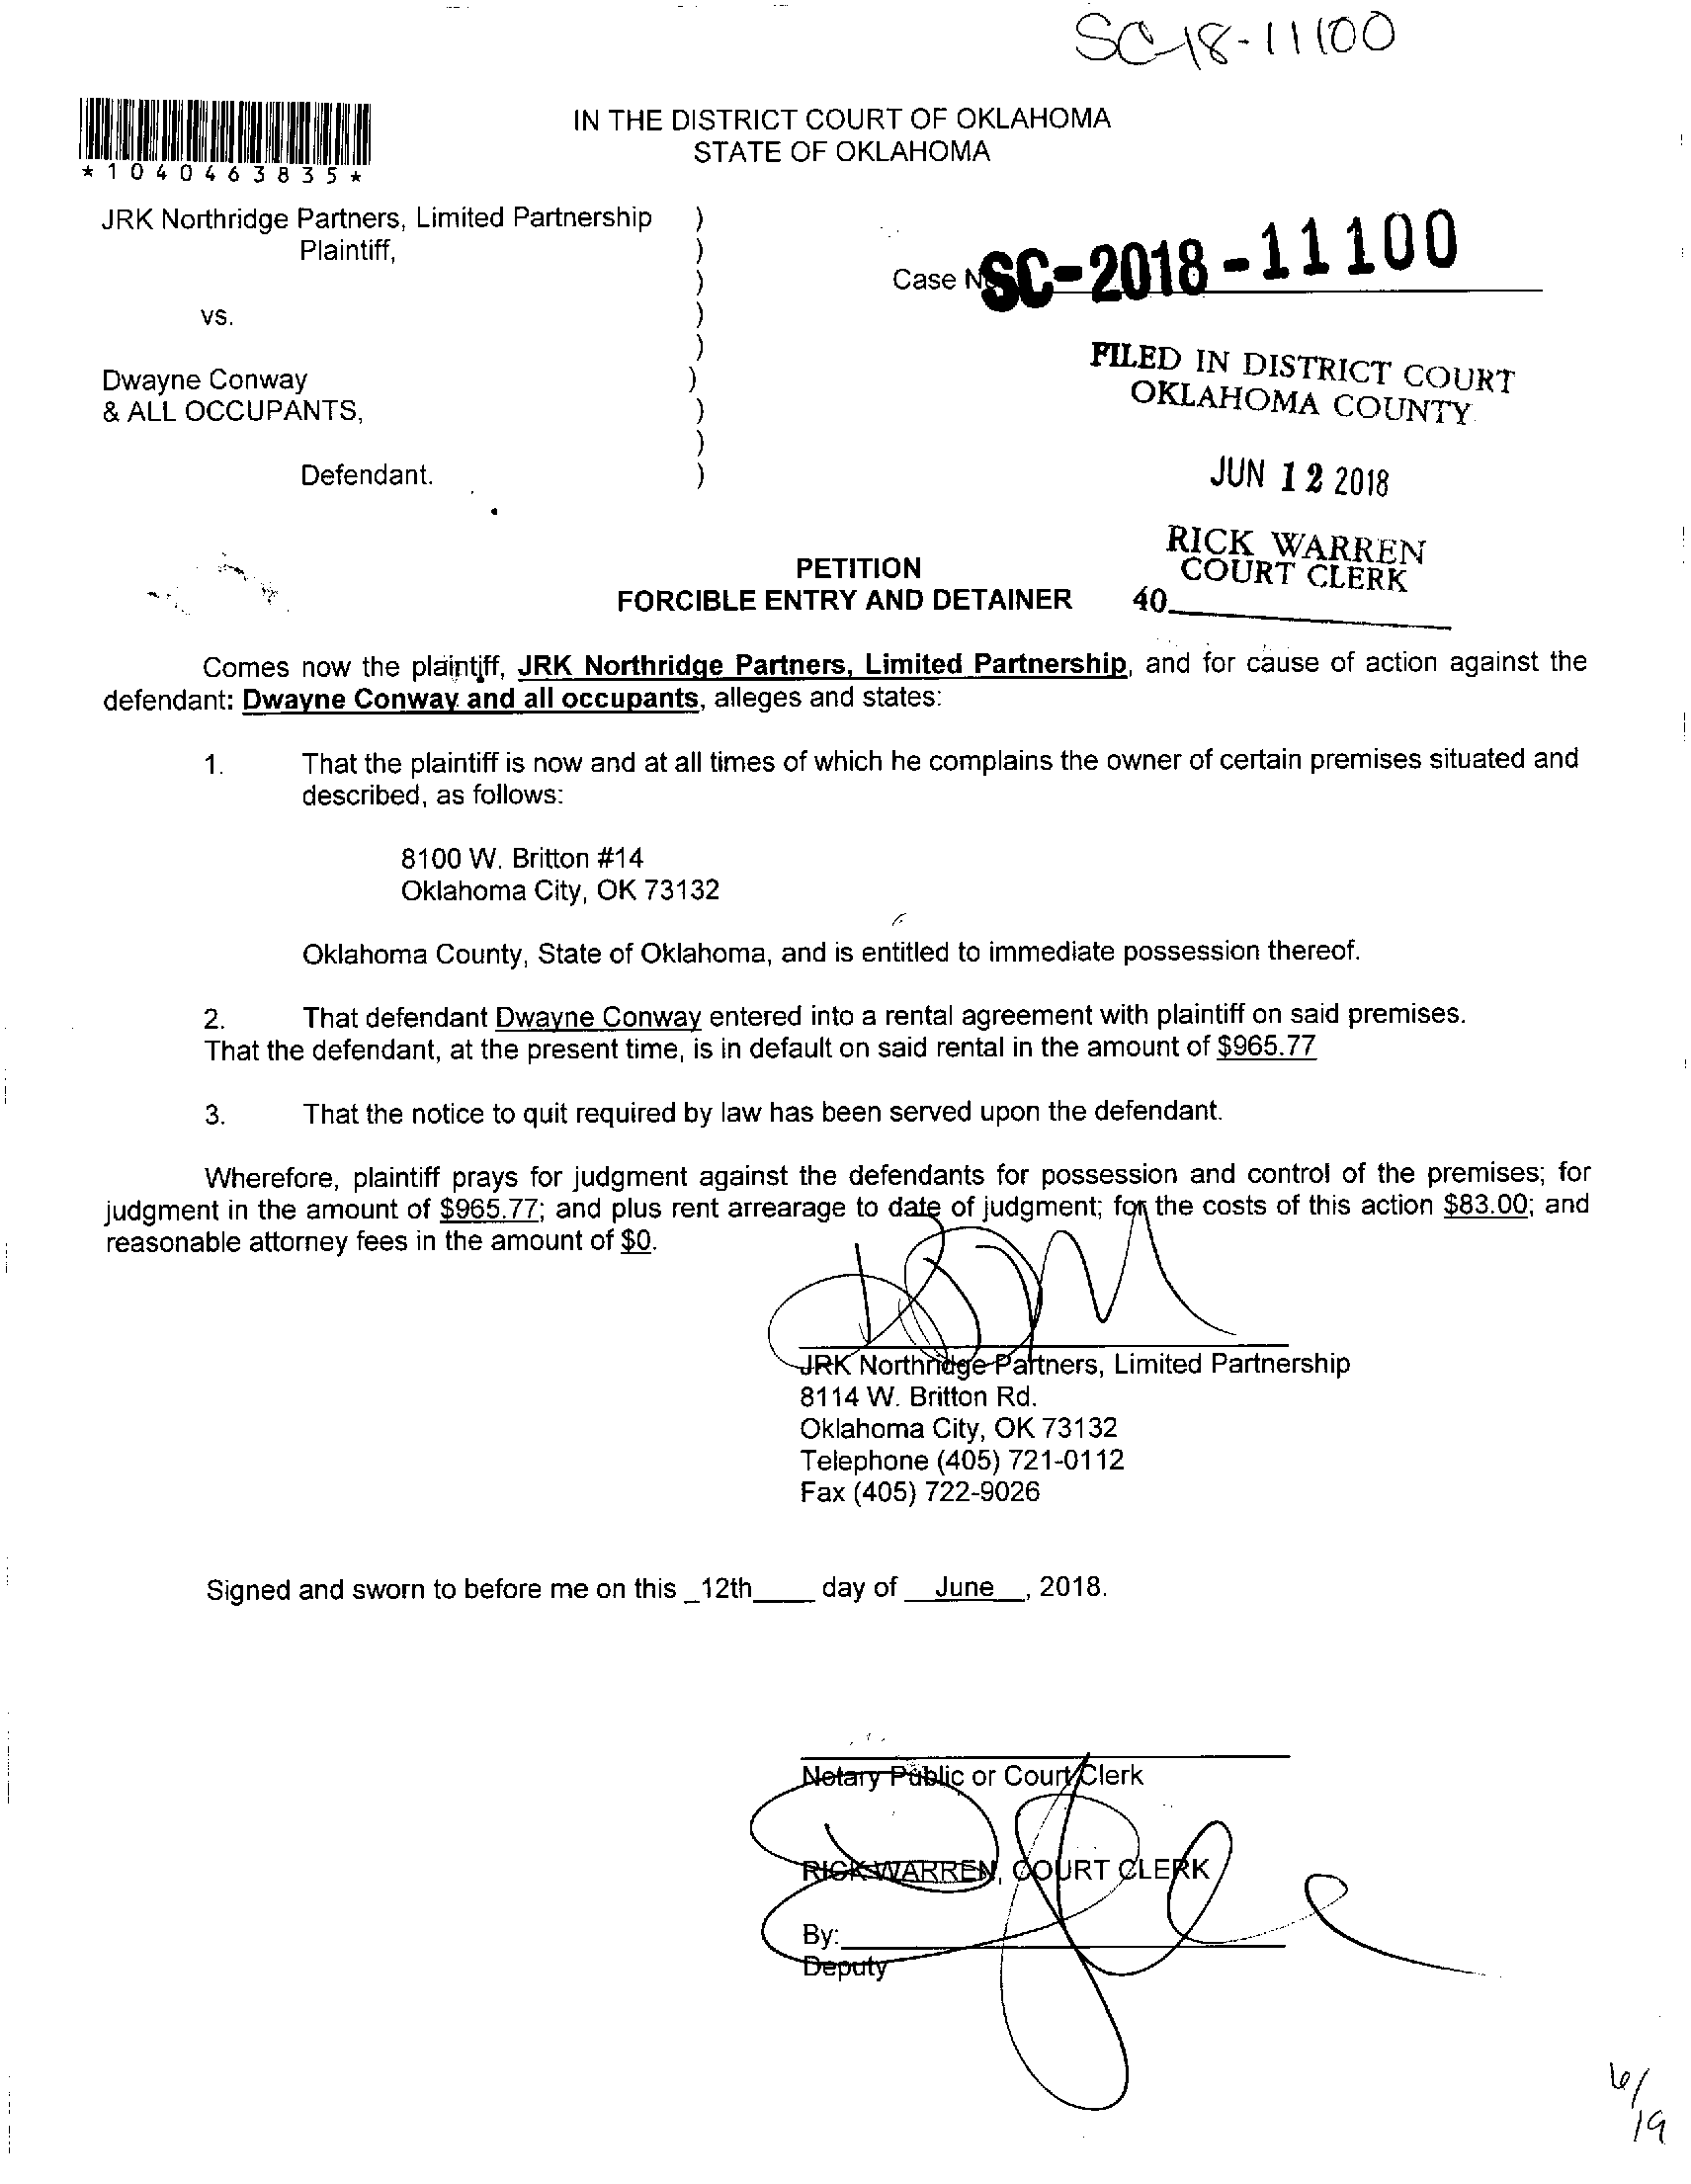 SC-18-11100
*1040463835*
IN THE DISTRICT COURT OF OKLAHOMA
STATE OF OKLAHOMA
JRK Northridge Partners, Limited Partnership )
Plaintiff, )
)
vs. )
)
Dwayne Conway )
& ALL OCCUPANTS, )
)
Defendant. )
Case No SC-2018-11100
FILED IN DISTRICT COURT
OKLAHOMA COUNTY
JUN 12 2018
RICK WARREN
COURT CLERK
40
PETITION
FORCIBLE ENTRY AND DETAINER
Comes now the plaintiff, JRK Northridge Partners, Limited Partnership, and for cause of action against the
defendant: Dwayne Conway and all occupants, alleges and states:
1. That the plaintiff is now and at all times of which he complains the owner of certain premises situated and
described, as follows:
8100 W. Britton #14
Oklahoma City, OK 73132
Oklahoma County, State of Oklahoma, and is entitled to immediate possession thereof.
2. That defendant Dwayne Conway entered into a rental agreement with plaintiff on said premises.
That the defendant, at the present time, is in default on said rental in the amount of $965.77
3. That the notice to quit required by law has been served upon the defendant.
Wherefore, plaintiff prays for judgment against the defendants for possession and control of the premises; for
judgment in the amount of $965.77; and plus rent arrearage to date of judgment; for the costs of this action $83.00; and
reasonable attorney fees in the amount of $0.
JRK Northridge Partners, Limited Partnership
8114 W. Britton Rd.
Oklahoma City, OK 73132
Telephone (405) 721-0112
Fax (405) 722-9026
Signed and sworn to before me on this _12th____ day of __June__, 2018.
Notary Public or Court Clerk
RICK WARREN, COURT CLERK
By:
Deputy
6/
19